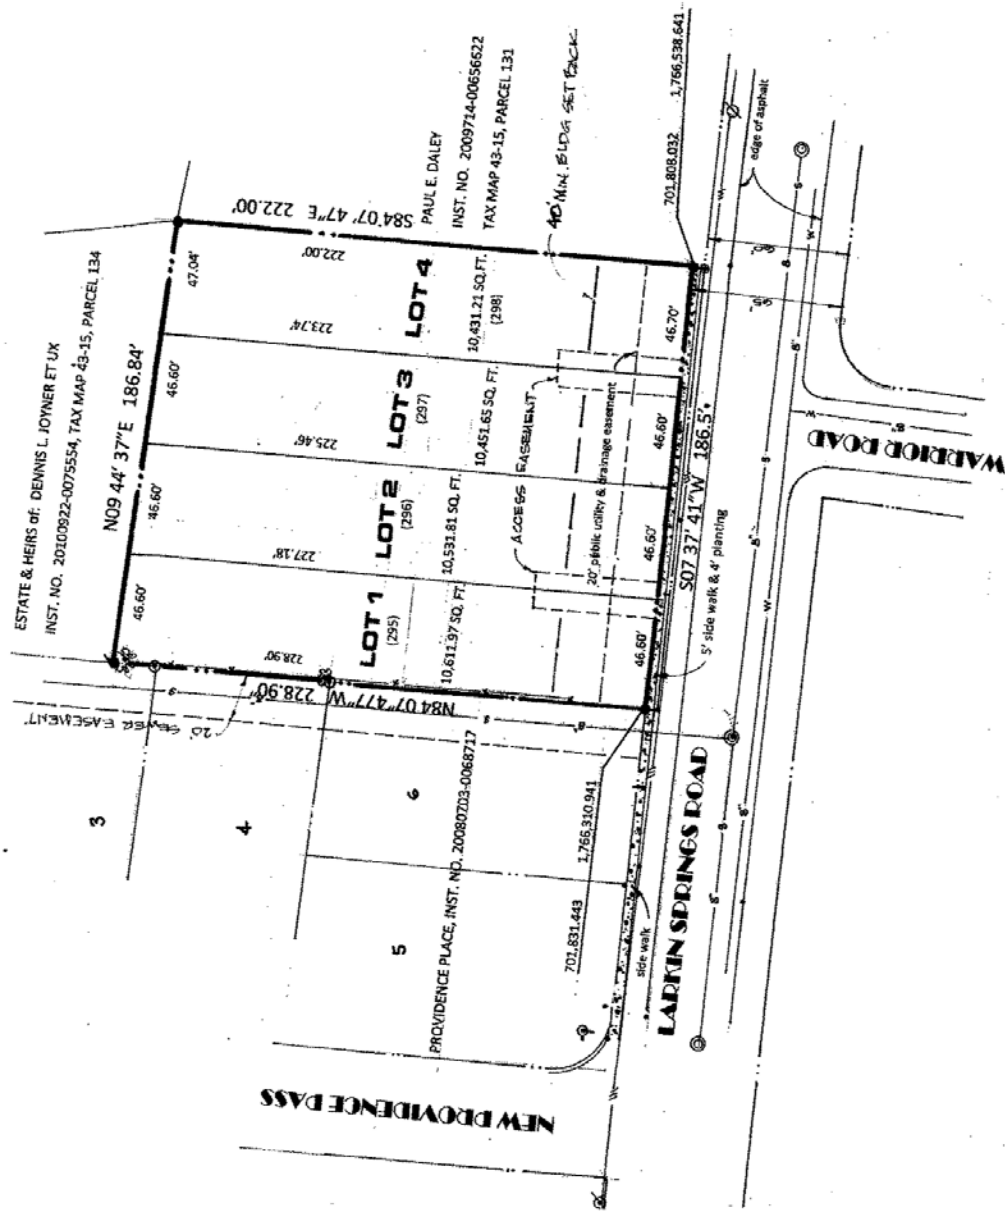 ESTATE & HEIRS of: DENNIS L. JOYNER ET UX
INST. NO. 20100922-0075554, TAX MAP 43-15, PARCEL 134
N09 44' 37"E 186.84'
46.60'
46.60'
46.60'
47.04'
S84 07' 47"E 222.00'
222.00'
PAUL E. DALEY
INST. NO. 2009714-00656622
TAX MAP 43-15, PARCEL 131
40' MIN. BLDG SET BACK
701,808.032
1,766,538.641
edge of asphalt
228.90'
227.18'
225.46'
223.74'
LOT 1
(295)
10,611.97 SQ. FT.
LOT 2
(296)
10,531.81 SQ. FT.
LOT 3
(297)
10,451.65 SQ. FT.
LOT 4
10,431.21 SQ.FT.
(298)
ACCESS EASEMENT
20' public utility & drainage easement
46.60'
46.60'
46.60'
46.70'
S07 37' 41"W 186.5'
5' side walk & 4' planting
N84 07'477"W 228.90'
20' SEWER EASEMENT
3
4
5
6
PROVIDENCE PLACE, INST. NO. 20080703-0068717
701,831.443
1,766,310.941
side walk
LARKIN SPRINGS ROAD
WARRIOR ROAD
NEW PROVIDENCE PASS